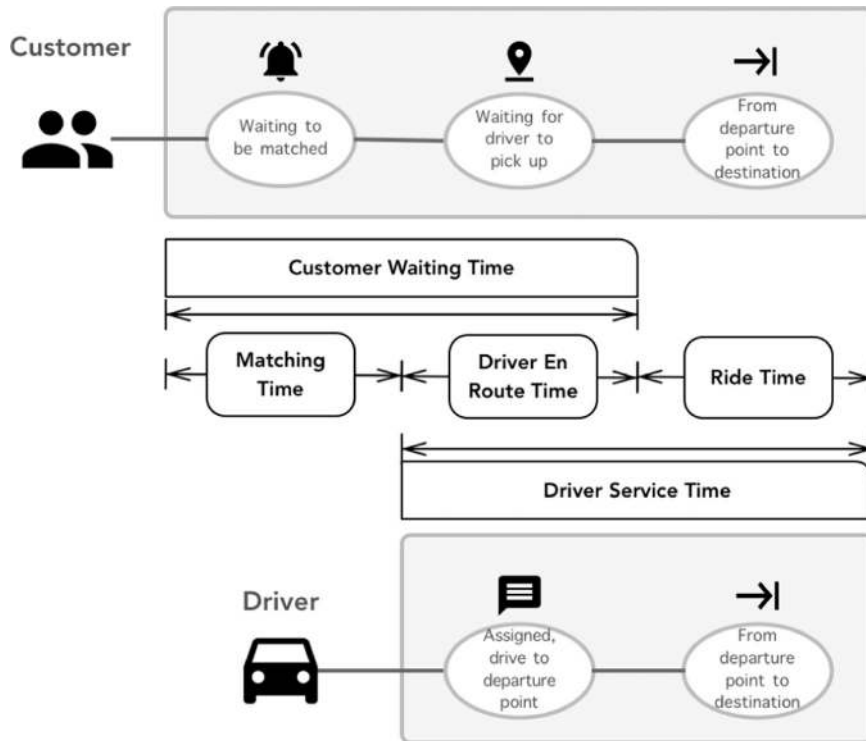 Customer
Waiting to
be matched
Waiting for
driver to
pick up
From
departure
point to
destination
Customer Waiting Time
Matching
Time
Driver En
Route Time
Ride Time
Driver Service Time
Driver
Assigned,
drive to
departure
point
From
departure
point to
destination